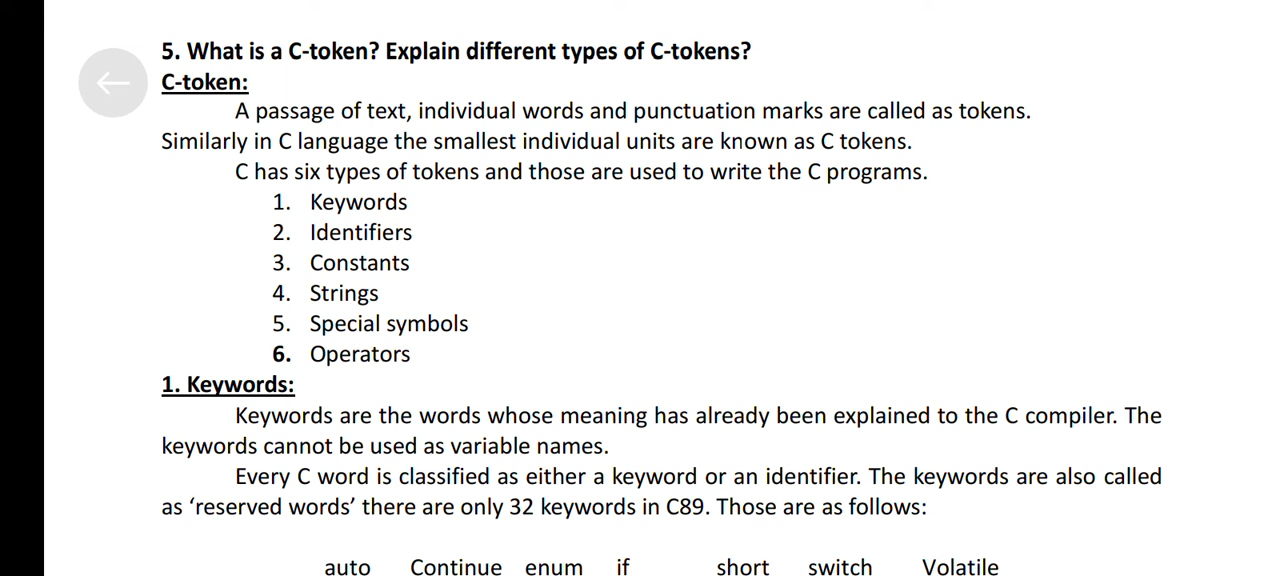 5. What is a C-token? Explain different types of C-tokens?
C-token:
A passage of text, individual words and punctuation marks are called as tokens.
Similarly in C language the smallest individual units are known as C tokens.
C has six types of tokens and those are used to write the C programs.
1. Keywords
2. Identifiers
3. Constants
4. Strings
5. Special symbols
6. Operators
1. Keywords:
Keywords are the words whose meaning has already been explained to the C compiler. The
keywords cannot be used as variable names.
Every C word is classified as either a keyword or an identifier. The keywords are also called
as ‘reserved words’ there are only 32 keywords in C89. Those are as follows:
auto Continue enum if short switch Volatile